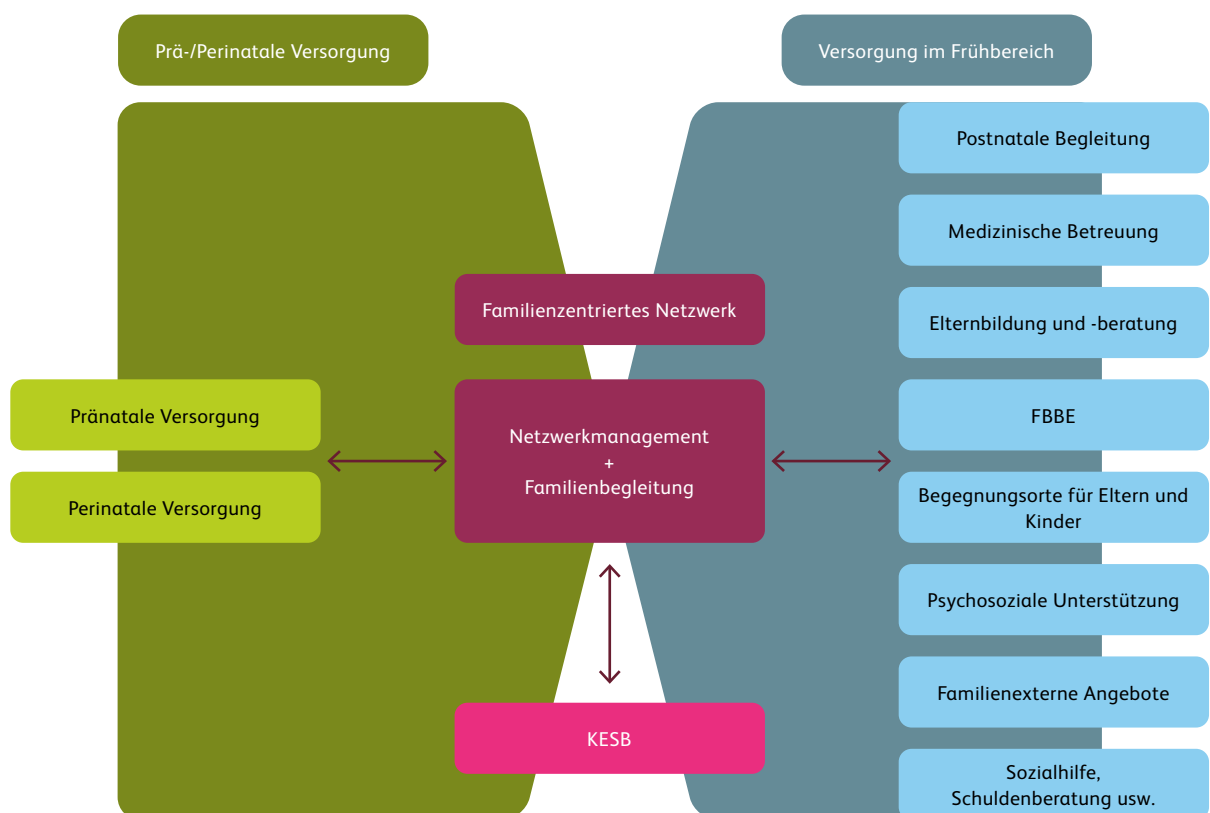 Prä-/Perinatale Versorgung
Versorgung im Frühbereich
Postnatale Begleitung
Medizinische Betreuung
Familienzentriertes Netzwerk
Elternbildung und -beratung
Pränatale Versorgung
Perinatale Versorgung
Netzwerkmanagement
+
Familienbegleitung
FBBE
Begegnungsorte für Eltern und
Kinder
Psychosoziale Unterstützung
Familienexterne Angebote
KESB
Sozialhilfe,
Schuldenberatung usw.